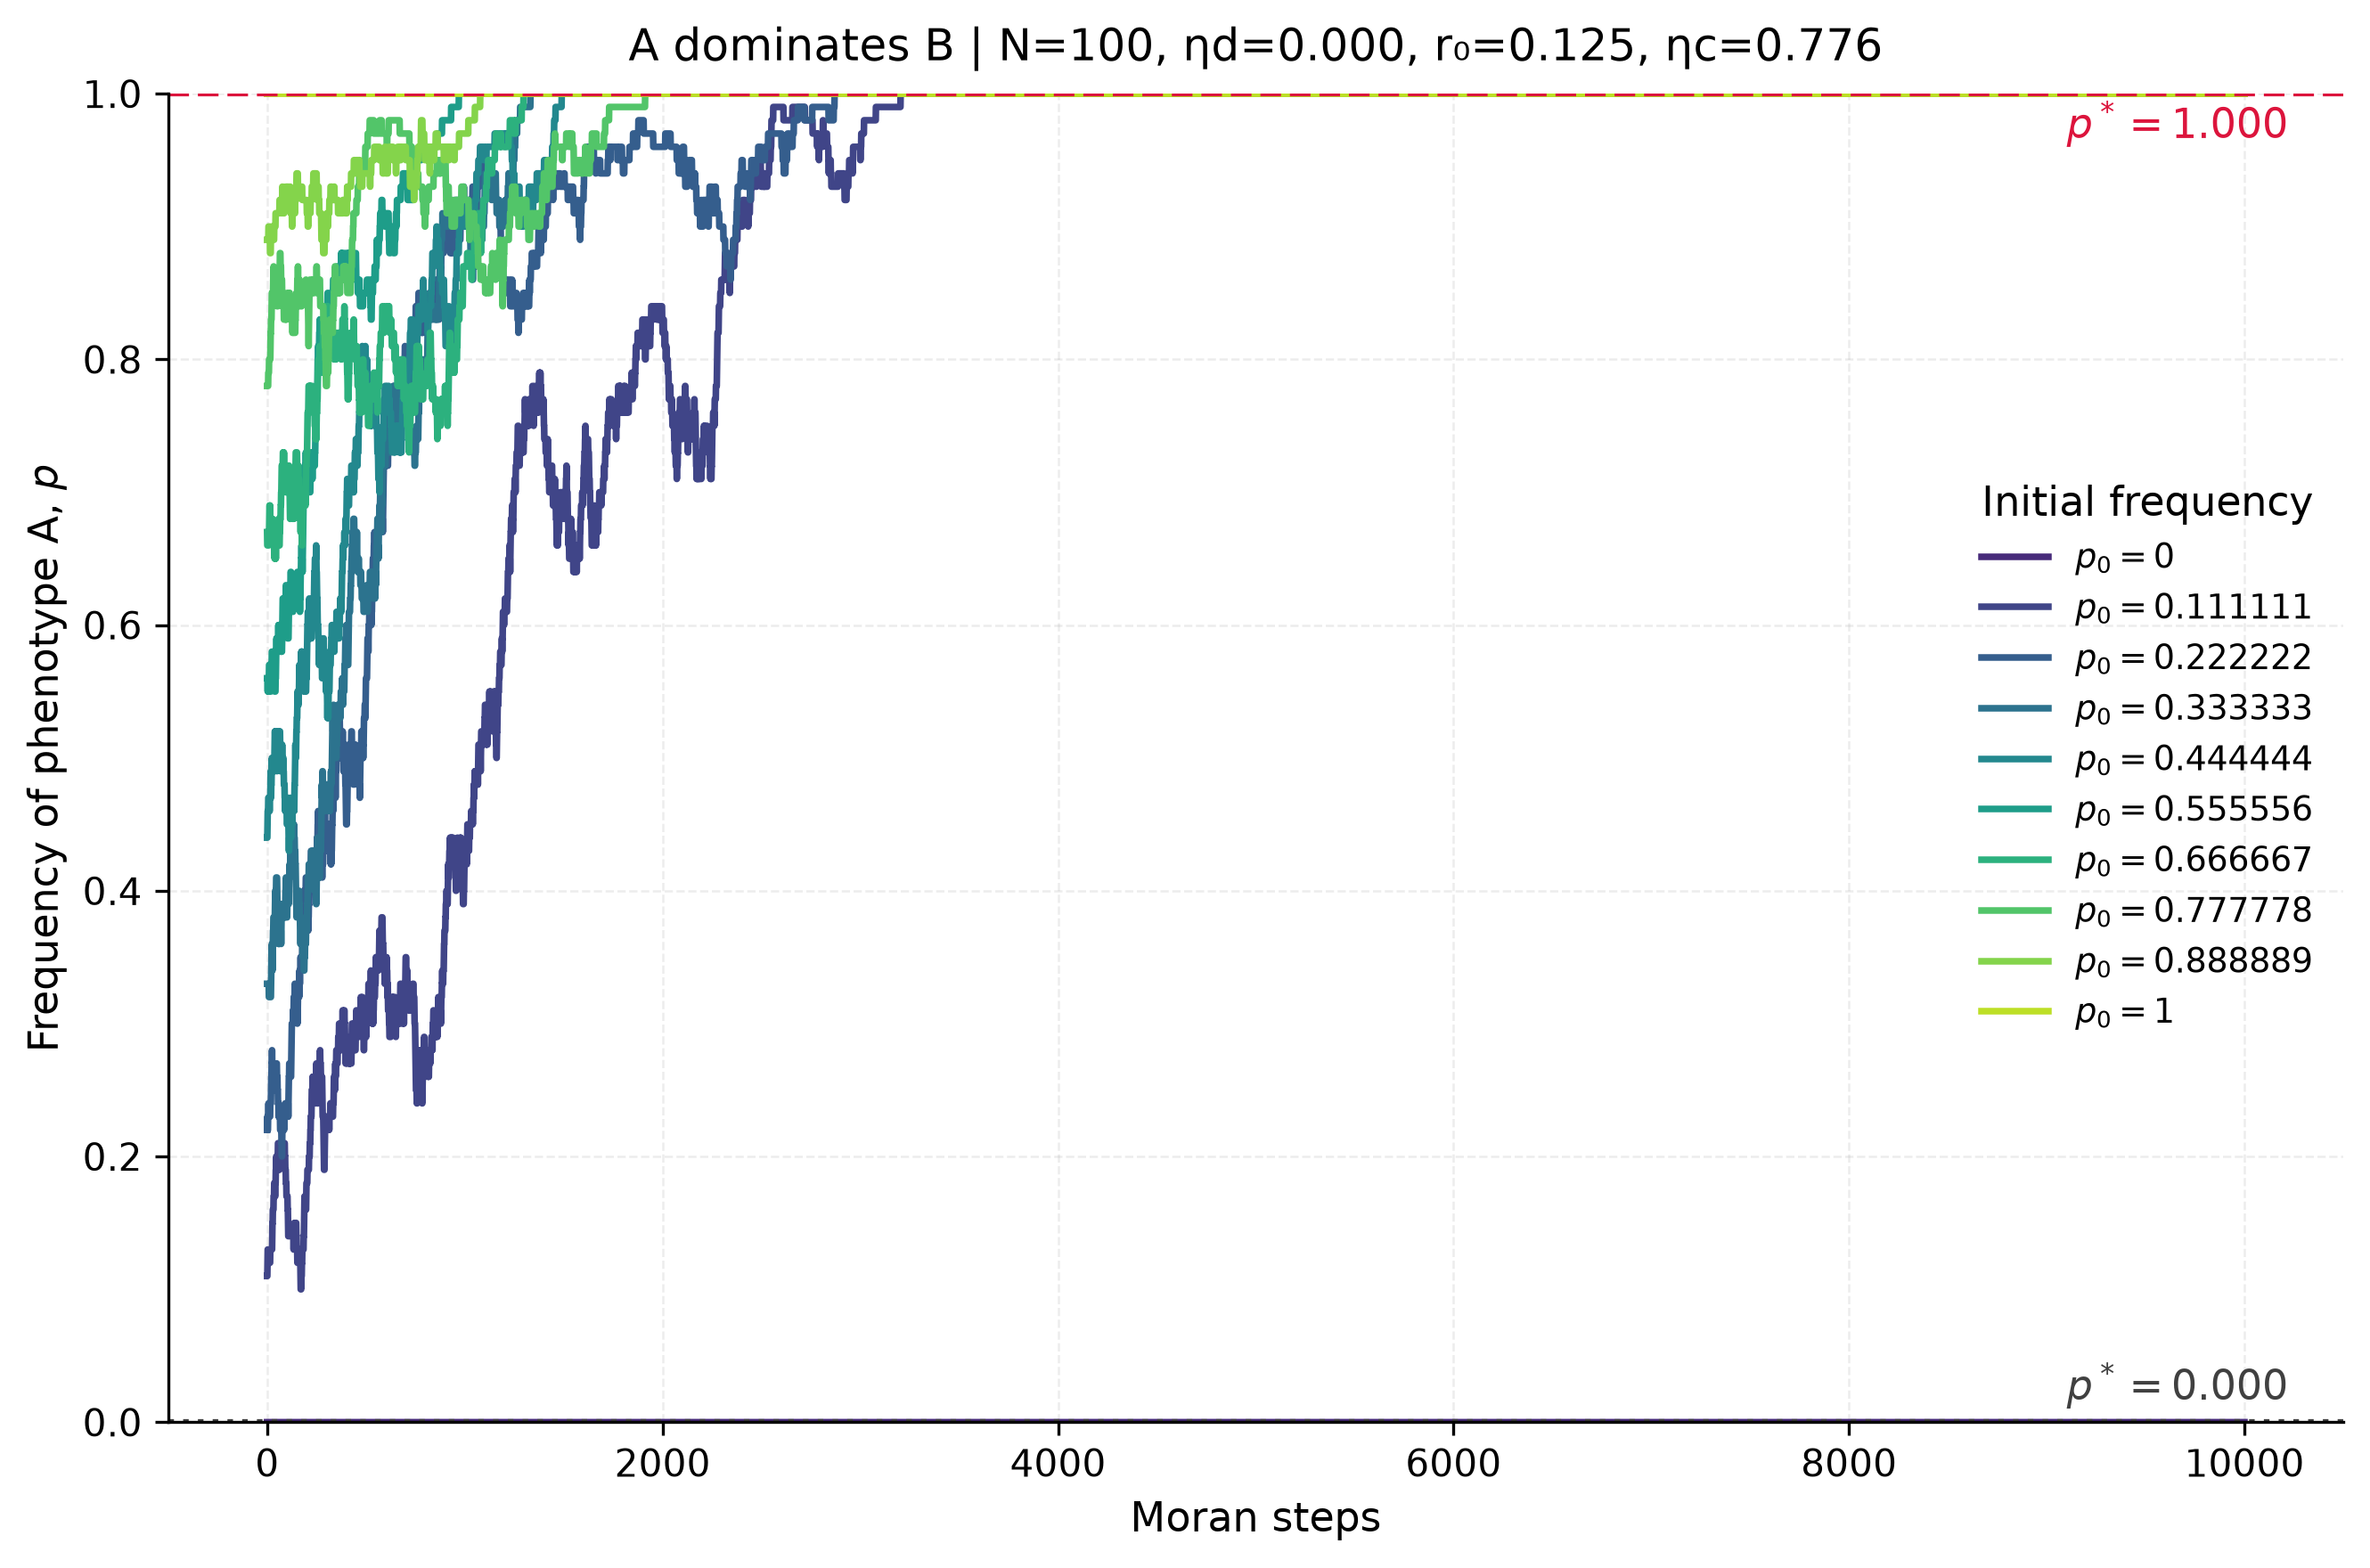 A dominates B | N=100, ηd=0.000, r₀=0.125, ηc=0.776
1.0
0.8
0.6
0.4
0.2
0.0
Frequency of phenotype A, p
p* = 1.000
Initial frequency
p₀ = 0
p₀ = 0.111111
p₀ = 0.222222
p₀ = 0.333333
p₀ = 0.444444
p₀ = 0.555556
p₀ = 0.666667
p₀ = 0.777778
p₀ = 0.888889
p₀ = 1
p* = 0.000
0 2000 4000 6000 8000 10000
Moran steps